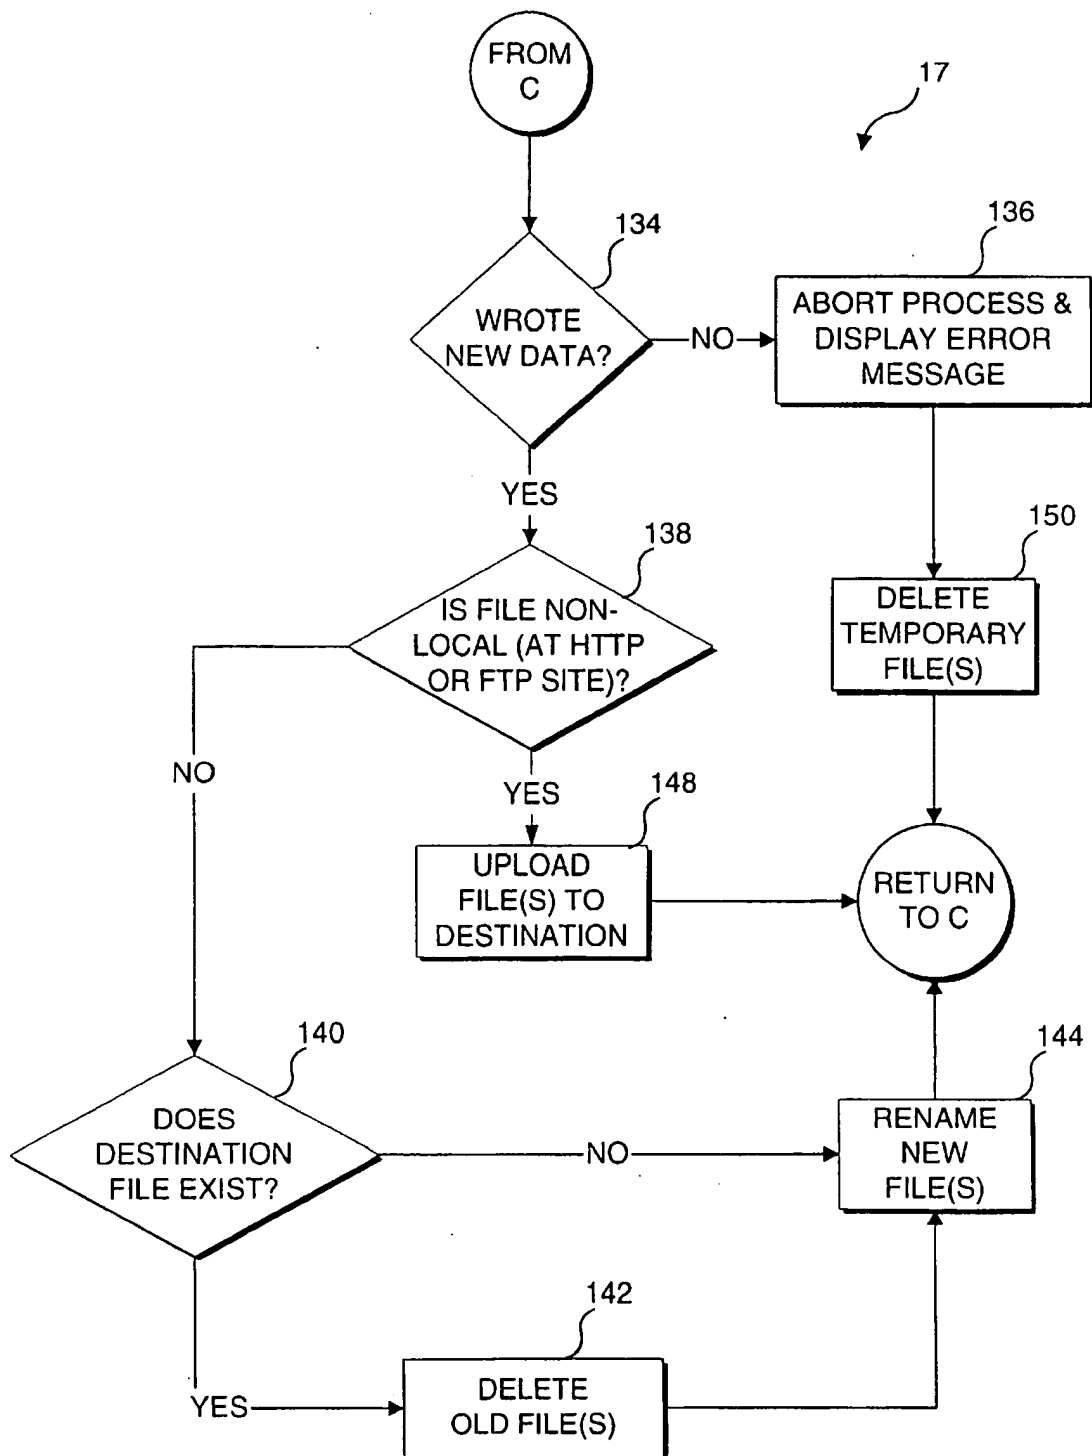 FROM
C
17
134
WROTE
NEW DATA?
NO
136
ABORT PROCESS &
DISPLAY ERROR
MESSAGE
YES
138
IS FILE NON-
LOCAL (AT HTTP
OR FTP SITE)?
150
DELETE
TEMPORARY
FILE(S)
NO
YES
148
UPLOAD
FILE(S) TO
DESTINATION
RETURN
TO C
140
DOES
DESTINATION
FILE EXIST?
NO
144
RENAME
NEW
FILE(S)
142
YES
DELETE
OLD FILE(S)